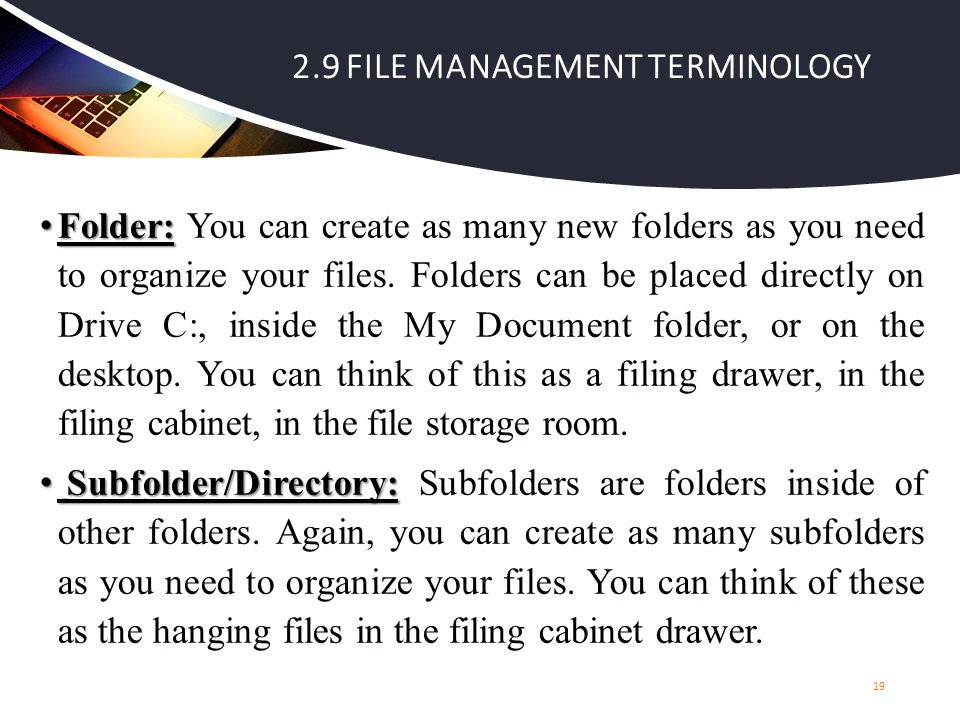 2.9 FILE MANAGEMENT TERMINOLOGY
• Folder: You can create as many new folders as you need
to organize your files. Folders can be placed directly on
Drive C:, inside the My Document folder, or on the
desktop. You can think of this as a filing drawer, in the
filing cabinet, in the file storage room.
• Subfolder/Directory: Subfolders are folders inside of
other folders. Again, you can create as many subfolders
as you need to organize your files. You can think of these
as the hanging files in the filing cabinet drawer.
19